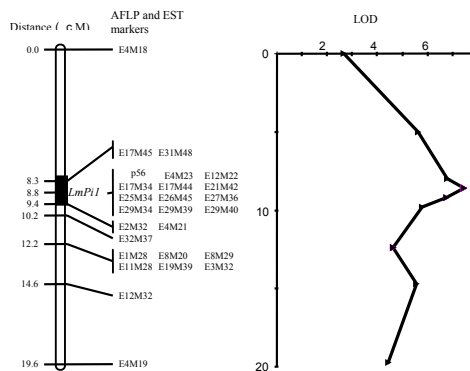 AFLP and EST
markers
Distance ( c M)
LOD
2 4 6
0.0 E4M18
0
E17M45 E31M48
8.3
8.8
9.4
LmPi1
p56 E4M23 E12M22
E17M34 E17M44 E21M42
E25M34 E26M45 E27M36
E29M34 E29M39 E29M40
10
10.2
E2M32 E4M21
E32M37
12.2
E1M28 E8M20 E8M29
E11M28 E19M39 E3M32
14.6
E12M32
19.6 E4M19
20